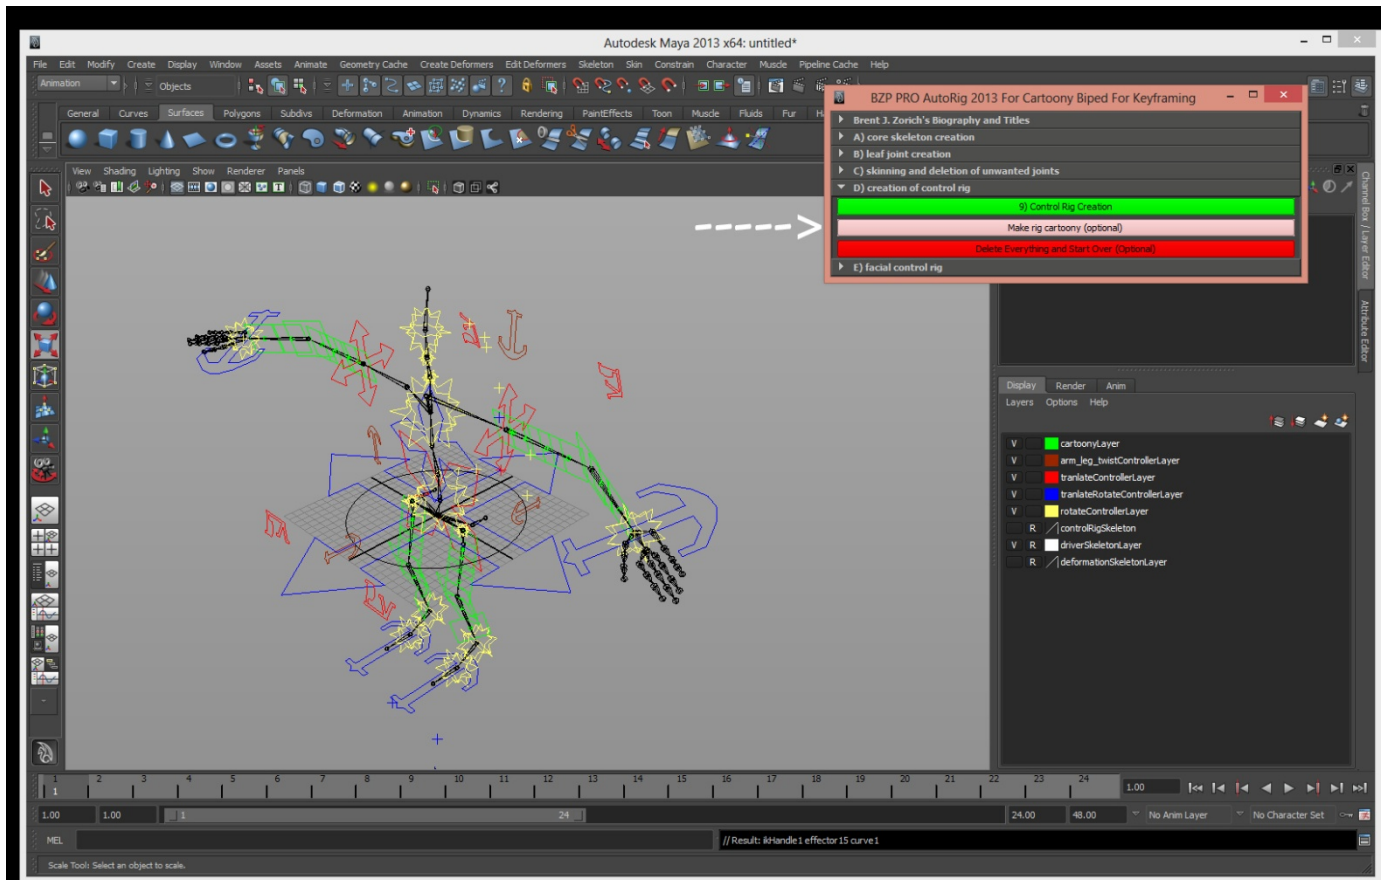 Autodesk Maya 2013 x64: untitled*
File Edit Modify Create Display Window Assets Animate Geometry Cache Create Deformers Edit Deformers Skeleton Skin Constrain Character Muscle Pipeline Cache Help
Animation Objects
BZP PRO AutoRig 2013 For Cartoony Biped For Keyframing
General Curves Surfaces Polygons Subdivs Deformation Animation Dynamics Rendering PaintEffects Toon Muscle Fluids Fur
Brent J. Zorich's Biography and Titles
A) core skeleton creation
B) leaf joint creation
C) skinning and deletion of unwanted joints
D) creation of control rig
9) Control Rig Creation
Make rig cartoony (optional)
Delete Everything and Start Over (Optional)
E) facial control rig
View Shading Lighting Show Renderer Panels
Channel Box / Layer Editor
Attribute Editor
Display Render Anim
Layers Options Help
V cartoonyLayer
V arm_leg_twistControllerLayer
V tranlateControllerLayer
V tranlateRotateControllerLayer
V rotateControllerLayer
R controlRigSkeleton
V R driverSkeletonLayer
R deformationSkeletonLayer
1 2 3 4 5 6 7 8 9 10 11 12 13 14 15 16 17 18 19 20 21 22 23 24
1 1.00
1.00 1.00 1 24 24.00 48.00 No Anim Layer No Character Set
MEL // Result: ikHandle1 effector15 curve1
Scale Tool: Select an object to scale.